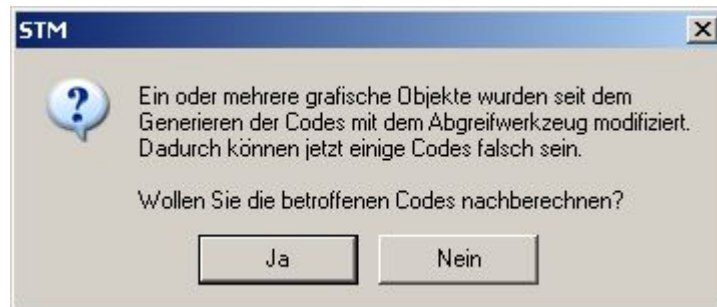 STM
Ein oder mehrere grafische Objekte wurden seit dem
Generieren der Codes mit dem Abgreifwerkzeug modifiziert.
Dadurch können jetzt einige Codes falsch sein.
Wollen Sie die betroffenen Codes nachberechnen?
Ja
Nein